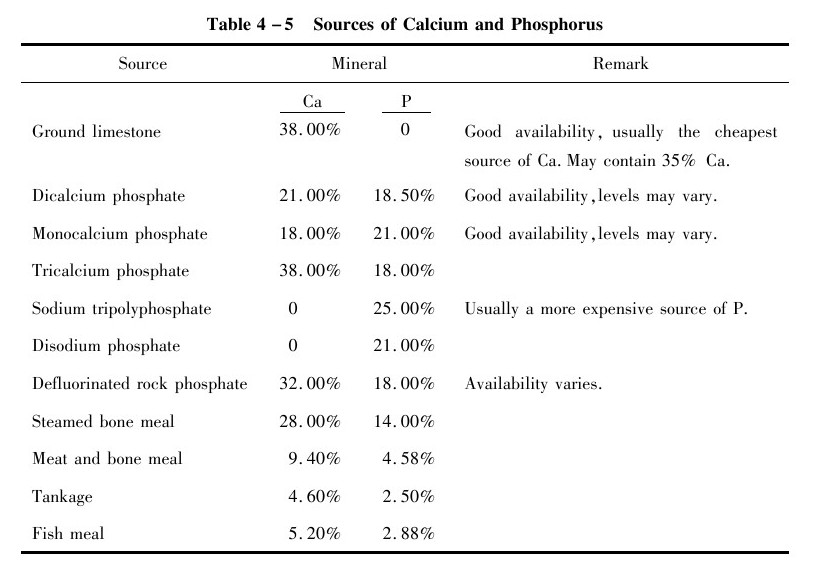 Table 4-5 Sources of Calcium and Phosphorus
Source Mineral Remark
Ca P
Ground limestone 38.00% 0 Good availability, usually the cheapest
source of Ca. May contain 35% Ca.
Dicalcium phosphate 21.00% 18.50% Good availability,levels may vary.
Monocalcium phosphate 18.00% 21.00% Good availability,levels may vary.
Tricalcium phosphate 38.00% 18.00%
Sodium tripolyphosphate 0 25.00% Usually a more expensive source of P.
Disodium phosphate 0 21.00%
Defluorinated rock phosphate 32.00% 18.00% Availability varies.
Steamed bone meal 28.00% 14.00%
Meat and bone meal 9.40% 4.58%
Tankage 4.60% 2.50%
Fish meal 5.20% 2.88%